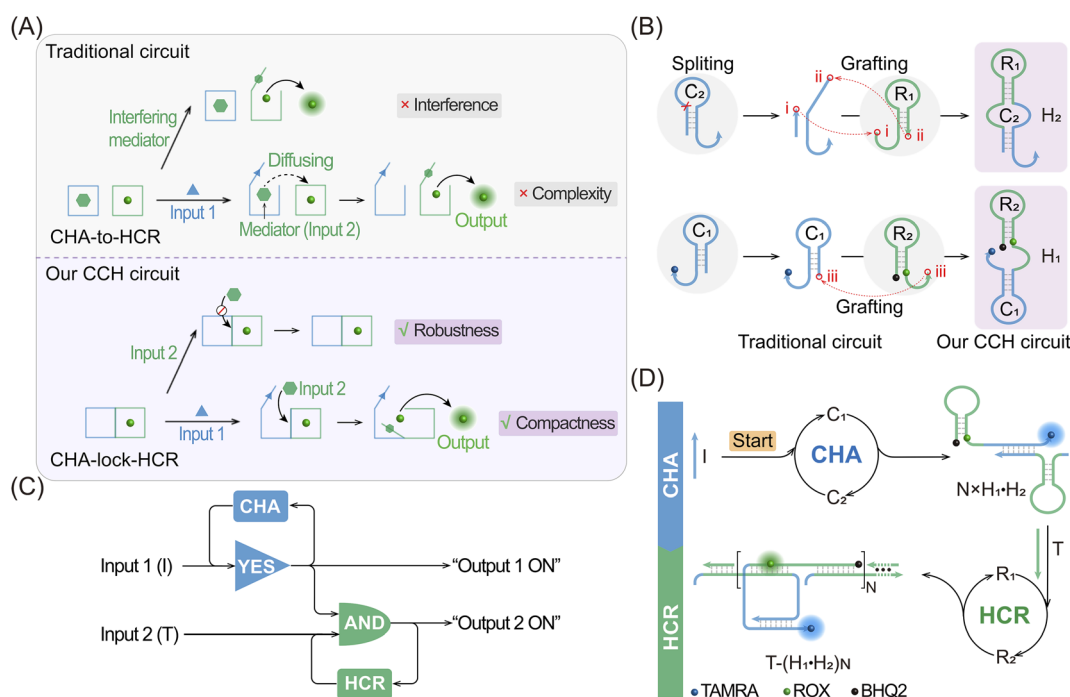 (A)
Traditional circuit
Interfering
mediator
× Interference
Diffusing
Input 1
Mediator (Input 2)
Output
× Complexity
CHA-to-HCR
Our CCH circuit
Input 2
√ Robustness
Input 2
Input 1
Output
√ Compactness
CHA-lock-HCR
(B)
Spliting
Grafting
C₂
i
ii
R₁
i
ii
R₁
C₂
H₂
C₁
C₁
iii
R₂
iii
Grafting
R₂
H₁
C₁
Traditional circuit
Our CCH circuit
(C)
CHA
Input 1 (I)
YES
“Output 1 ON”
Input 2 (T)
AND
“Output 2 ON”
HCR
(D)
CHA
I
Start
C₁
CHA
C₂
N×H₁•H₂
T
HCR
N
T-(H₁•H₂)N
R₁
HCR
R₂
TAMRA
ROX
BHQ2